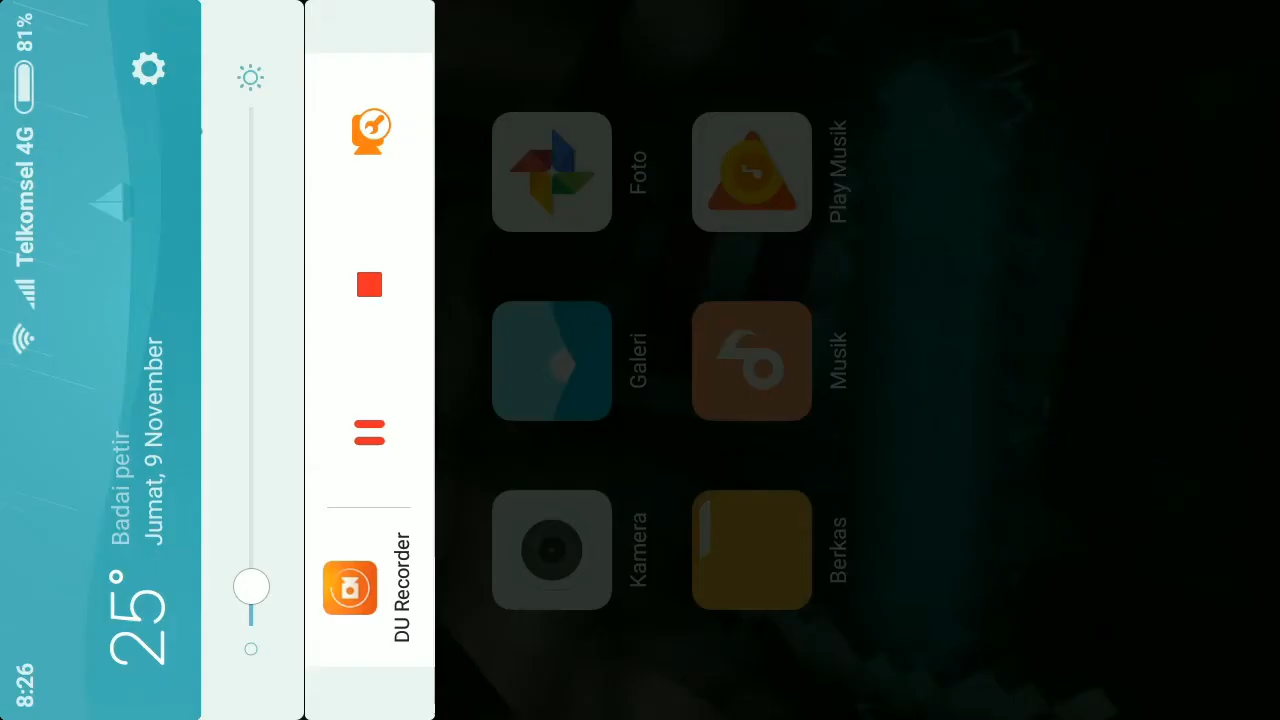 8:26
Telkomsel 4G
81%
25°
Badai petir
Jumat, 9 November
DU Recorder
Kamera
Galeri
Foto
Berkas
Musik
Play Musik